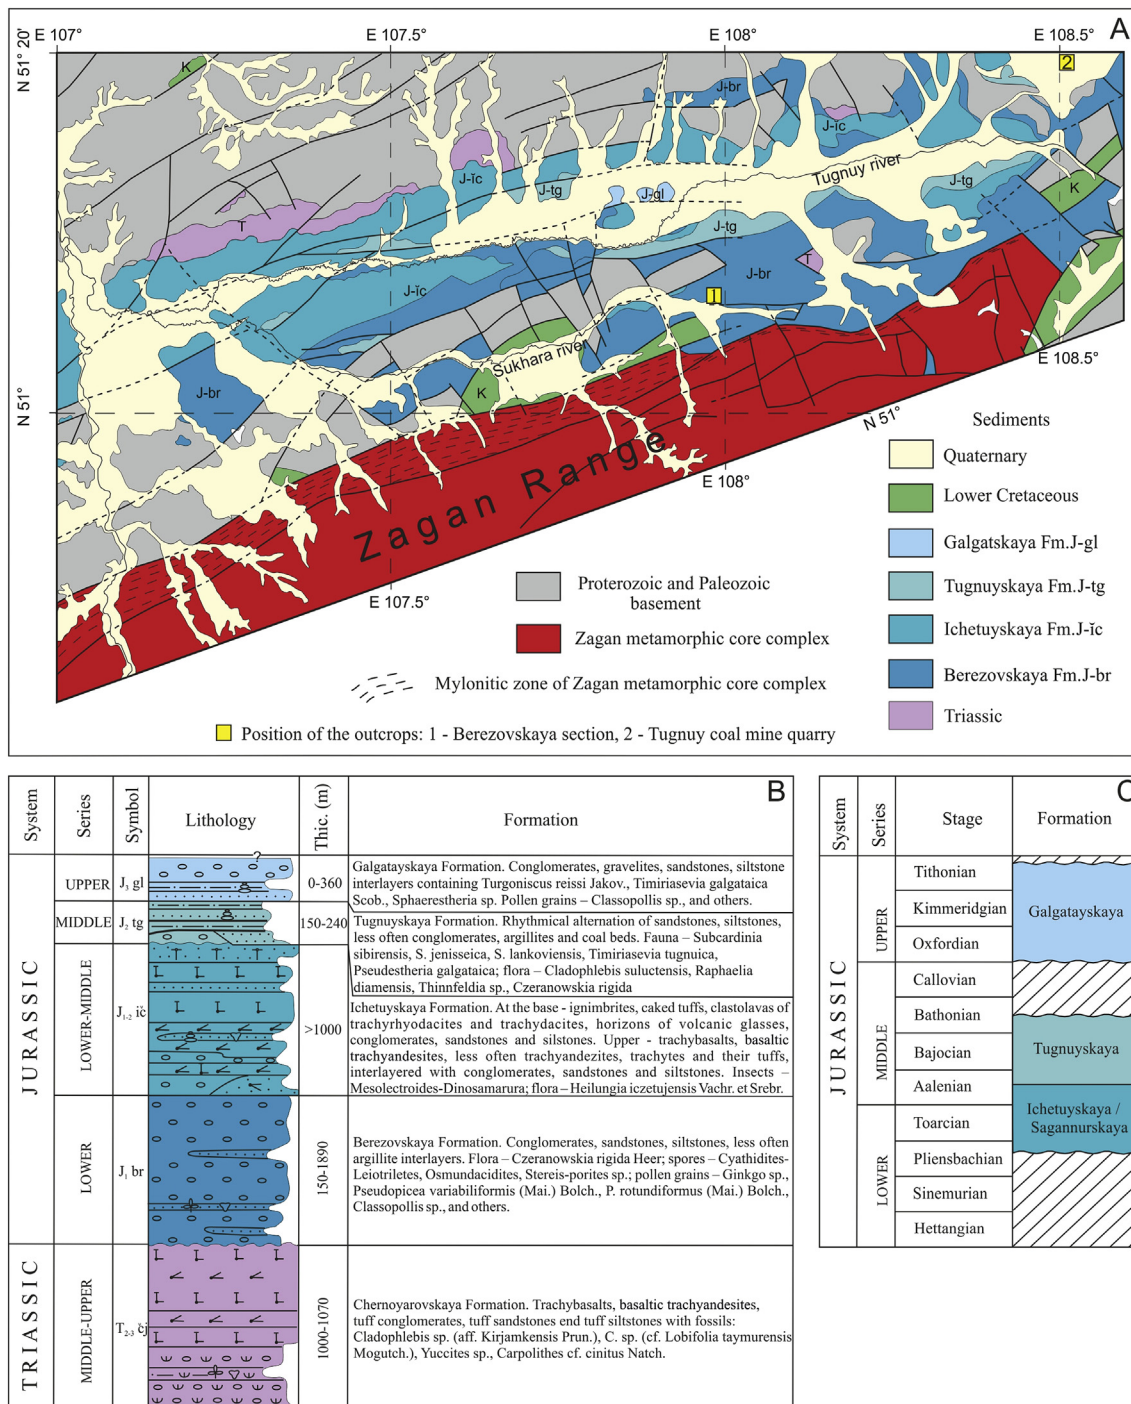 A
E 107°
E 107.5°
E 108°
E 108.5°
N 51° 20'
2
K
J-br
J-ĭc
Tugnuy river
J-ĭc
J-tg
J-gl
J-tg
K
T
J-tg
J-br
T
J-ĭc
1
Sukhara river
E 108.5°
J-br
K
N 51°
N 51°
Zagan Range
E 108°
E 107.5°
Sediments
Quaternary
Lower Cretaceous
Galgatskaya Fm.J-gl
Tugnuyskaya Fm.J-tg
Ichetuyskaya Fm.J-ĭc
Berezovskaya Fm.J-br
Triassic
Proterozoic and Paleozoic
basement
Zagan metamorphic core complex
Mylonitic zone of Zagan metamorphic core complex
Position of the outcrops: 1 - Berezovskaya section, 2 - Tugnuy coal mine quarry
B
System
Series
Symbol
Lithology
Thic. (m)
Formation
JURASSIC
UPPER
J3 gl
?
0-360
Galgatayskaya Formation. Conglomerates, gravelites, sandstones, siltstone
interlayers containing Turgoniscus reissi Jakov., Timiriasevia galgataica
Scob., Sphaerestheria sp. Pollen grains – Classopollis sp., and others.
MIDDLE
J2 tg
150-240
Tugnuyskaya Formation. Rhythmical alternation of sandstones, siltstones,
less often conglomerates, argillites and coal beds. Fauna – Subcardinia
sibirensis, S. jenisseica, S. lankoviensis, Timiriasevia tugnuica,
Pseudestheria galgataica; flora – Cladophlebis suluctensis, Raphaelia
diamensis, Thinnfeldia sp., Czeranowskia rigida
LOWER-MIDDLE
J1-2 ič
>1000
Ichetuyskaya Formation. At the base - ignimbrites, caked tuffs, clastolavas of
trachyrhyodacites and trachydacites, horizons of volcanic glasses,
conglomerates, sandstones and silstones. Upper - trachybasalts, basaltic
trachyandesites, less often trachyandezites, trachytes and their tuffs,
interlayered with conglomerates, sandstones and siltstones. Insects –
Mesolectroides-Dinosamarura; flora – Heilungia iczetujensis Vachr. et Srebr.
LOWER
J1 br
150-1890
Berezovskaya Formation. Conglomerates, sandstones, siltstones, less often
argillite interlayers. Flora – Czeranowskia rigida Heer; spores – Cyathidites-
Leiotriletes, Osmundacidites, Stereis-porites sp.; pollen grains – Ginkgo sp.,
Pseudopicea variabiliformis (Mai.) Bolch., P. rotundiformus (Mai.) Bolch.,
Classopollis sp., and others.
TRIASSIC
MIDDLE-UPPER
T2-3 čj
1000-1070
Chernoyarovskaya Formation. Trachybasalts, basaltic trachyandesites,
tuff conglomerates, tuff sandstones end tuff siltstones with fossils:
Cladophlebis sp. (aff. Kirjamkensis Prun.), C. sp. (cf. Lobifolia taymurensis
Mogutch.), Yuccites sp., Carpolithes cf. cinitus Natch.
C
System
Series
Stage
Formation
JURASSIC
UPPER
Tithonian
Kimmeridgian
Oxfordian
Galgatayskaya
MIDDLE
Callovian
Bathonian
Bajocian
Aalenian
Tugnuyskaya
LOWER
Toarcian
Pliensbachian
Sinemurian
Hettangian
Ichetuyskaya /
Sagannurskaya